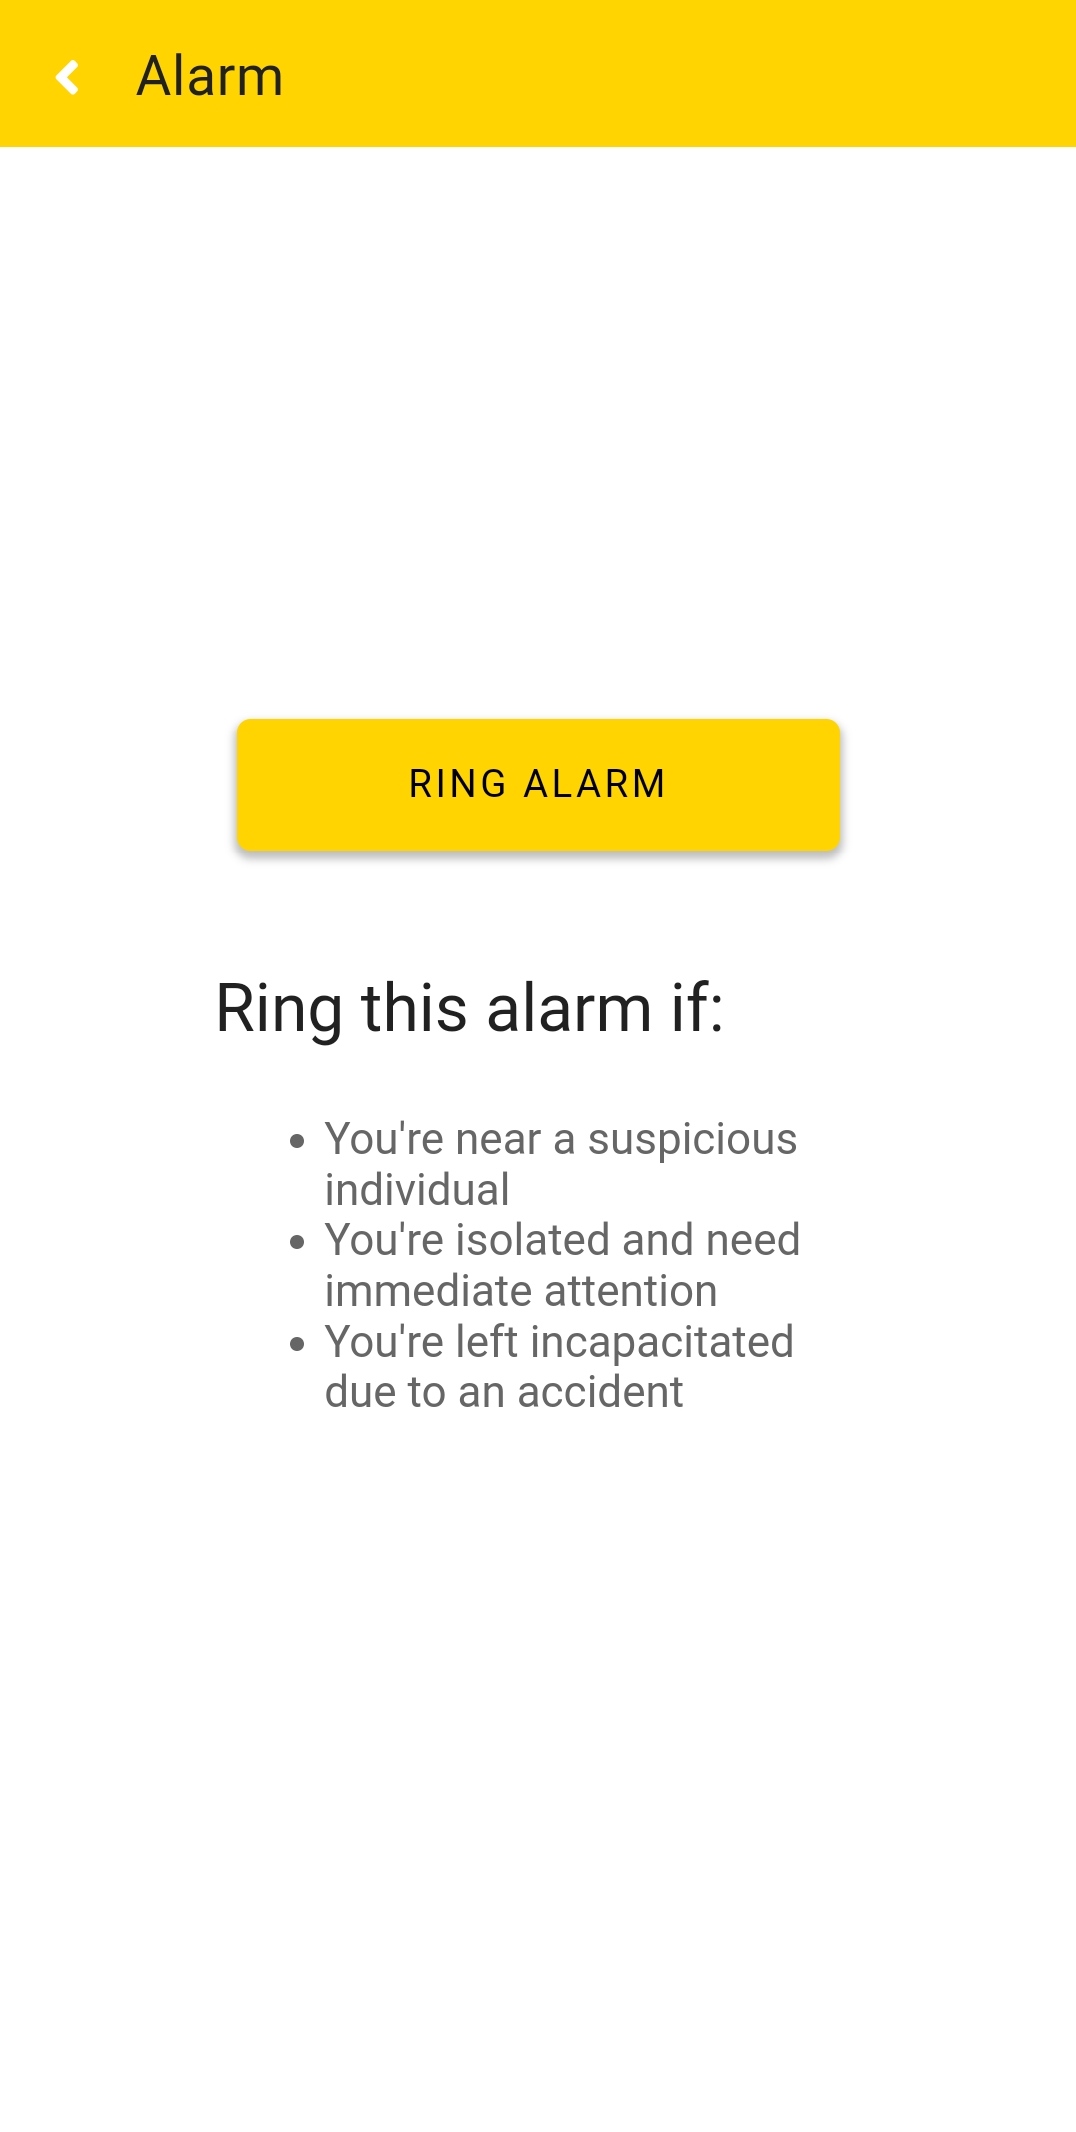 Alarm
RING ALARM
Ring this alarm if:
• You're near a suspicious
individual
• You're isolated and need
immediate attention
• You're left incapacitated
due to an accident